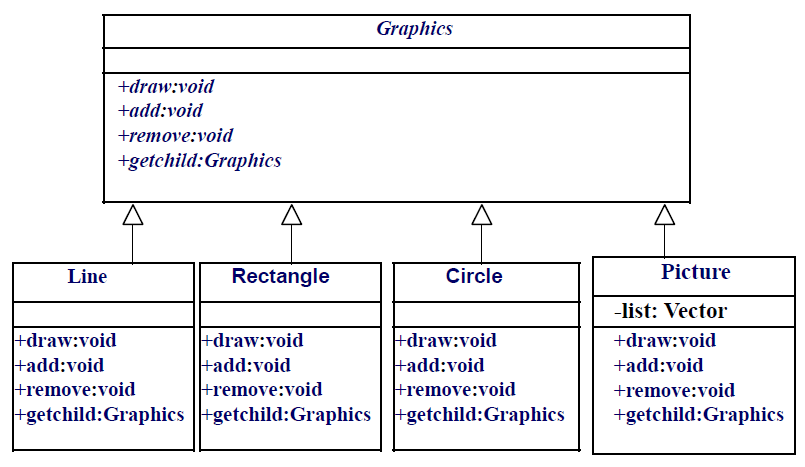 Graphics
+draw:void
+add:void
+remove:void
+getchild:Graphics
Line
+draw:void
+add:void
+remove:void
+getchild:Graphics
Rectangle
+draw:void
+add:void
+remove:void
+getchild:Graphics
Circle
+draw:void
+add:void
+remove:void
+getchild:Graphics
Picture
-list: Vector
+draw:void
+add:void
+remove:void
+getchild:Graphics